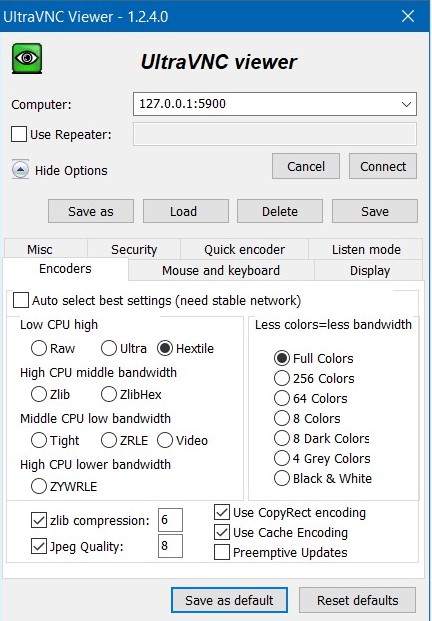 UltraVNC Viewer - 1.2.4.0
UltraVNC viewer
Computer: 127.0.0.1:5900
Use Repeater:
Hide Options Cancel Connect
Save as Load Delete Save
Misc Security Quick encoder Listen mode
Encoders Mouse and keyboard Display
Auto select best settings (need stable network)
Low CPU high
Raw Ultra Hextile
High CPU middle bandwidth
Zlib ZlibHex
Middle CPU low bandwidth
Tight ZRLE Video
High CPU lower bandwidth
ZYWRLE
Less colors=less bandwidth
Full Colors
256 Colors
64 Colors
8 Colors
8 Dark Colors
4 Grey Colors
Black & White
zlib compression: 6
Jpeg Quality: 8
Use CopyRect encoding
Use Cache Encoding
Preemptive Updates
Save as default Reset defaults